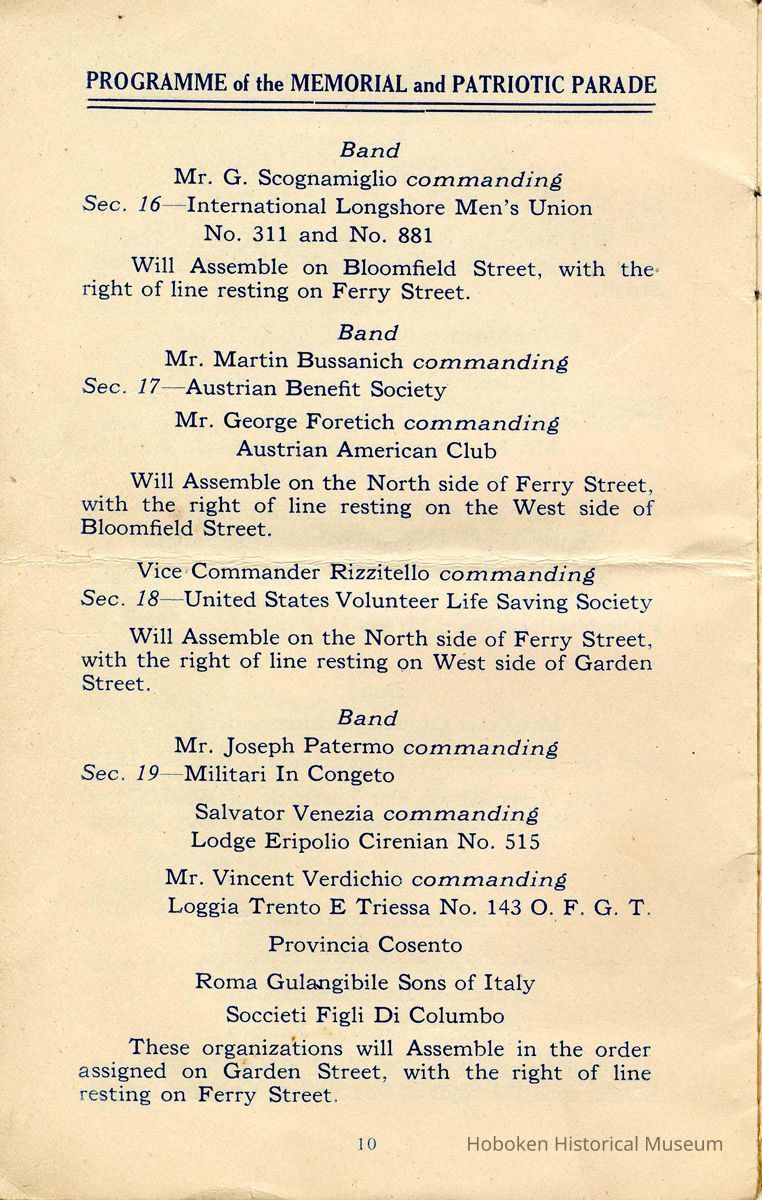 PROGRAMME of the MEMORIAL and PATRIOTIC PARADE
Band
Mr. G. Scognamiglio commanding
Sec. 16—International Longshore Men's Union
No. 311 and No. 881
Will Assemble on Bloomfield Street, with the
right of line resting on Ferry Street.
Band
Mr. Martin Bussanich commanding
Sec. 17—Austrian Benefit Society
Mr. George Foretich commanding
Austrian American Club
Will Assemble on the North side of Ferry Street,
with the right of line resting on the West side of
Bloomfield Street.
Vice Commander Rizzitello commanding
Sec. 18—United States Volunteer Life Saving Society
Will Assemble on the North side of Ferry Street,
with the right of line resting on West side of Garden
Street.
Band
Mr. Joseph Patermo commanding
Sec. 19—Militari In Congeto
Salvator Venezia commanding
Lodge Eripolio Cirenian No. 515
Mr. Vincent Verdichio commanding
Loggia Trento E Triessa No. 143 O. F. G. T.
Provincia Cosento
Roma Gulangibile Sons of Italy
Soccieti Figli Di Columbo
These organizations will Assemble in the order
assigned on Garden Street, with the right of line
resting on Ferry Street.
10
Hoboken Historical Museum